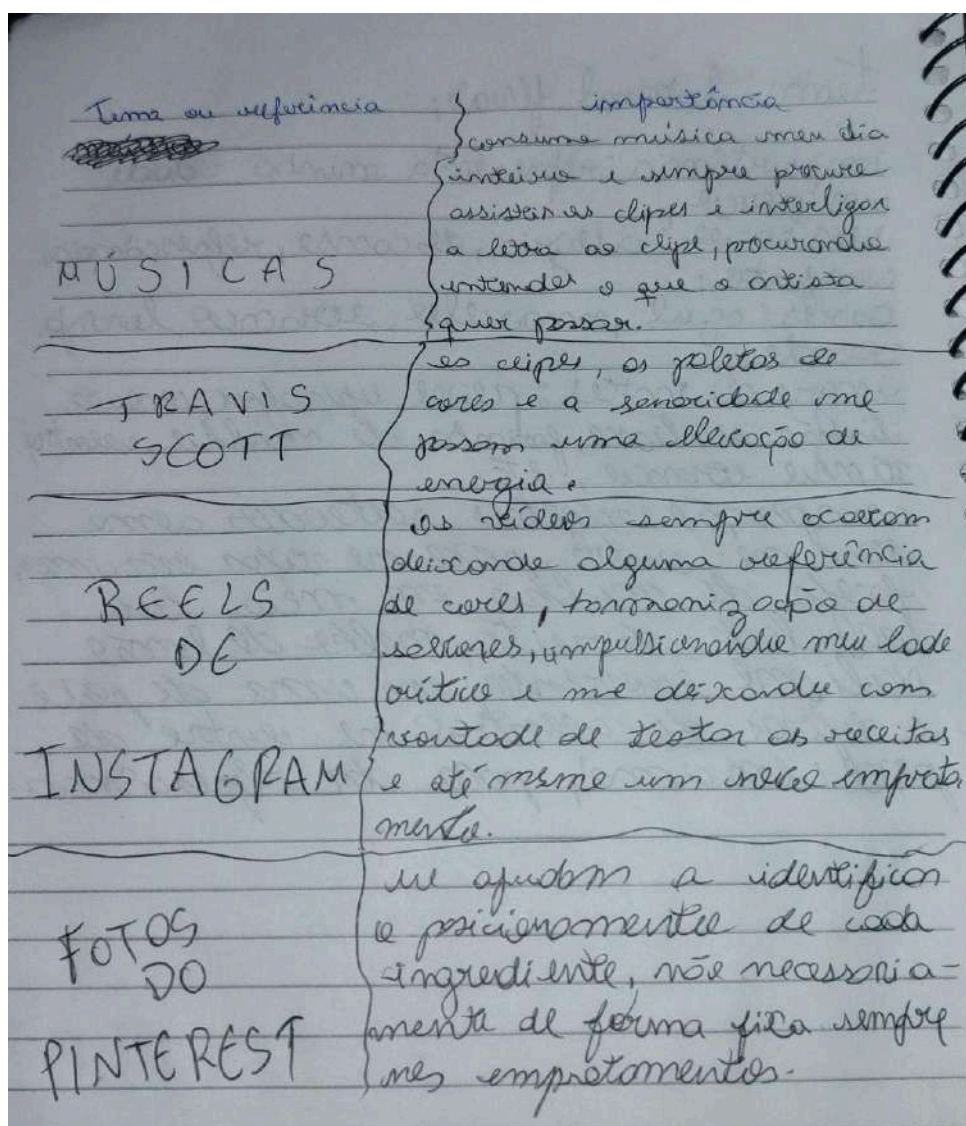 Tema ou referência
importância
MÚSICAS
consumo música meu dia
inteiro e sempre procuro
assistir os clipes e interligar
a letra ao clipe, procurando
entender o que o artista
quer passar.
TRAVIS
SCOTT
os clipes, as paletas de
cores e a sonoridade me
passam uma elevação de
energia.
REELS
DE
INSTAGRAM
os vídeos sempre acabam
deixando alguma referência
de cores, harmonização de
sabores, impulsionando meu lado
crítico e me deixando com
vontade de testar as receitas
e até mesmo um novo emprata
mento.
FOTOS
DO
PINTEREST
me ajudam a identificar
o posicionamento de cada
ingrediente, não necessaria-
mente de forma fixa sempre
nos empratamentos.